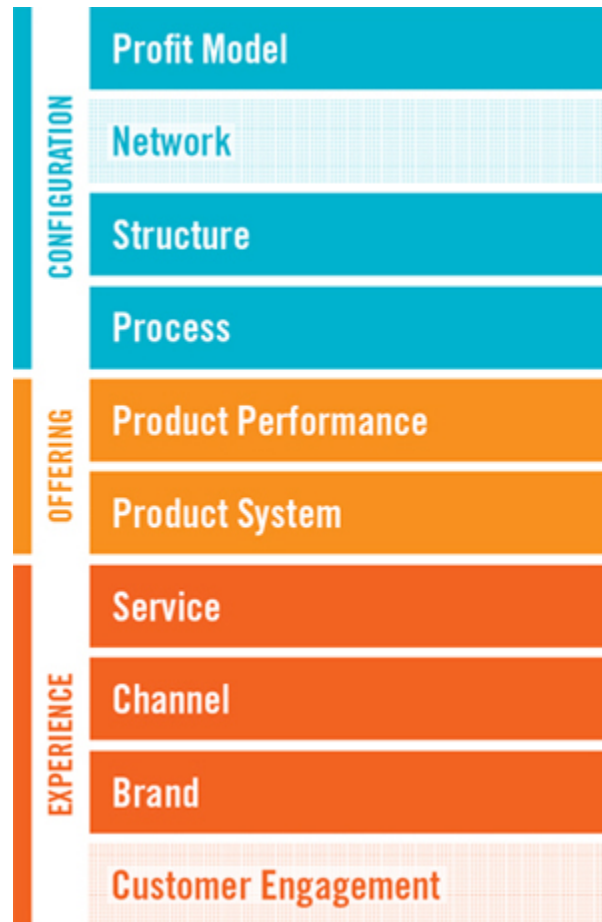 CONFIGURATION
Profit Model
Network
Structure
Process
OFFERING
Product Performance
Product System
EXPERIENCE
Service
Channel
Brand
Customer Engagement